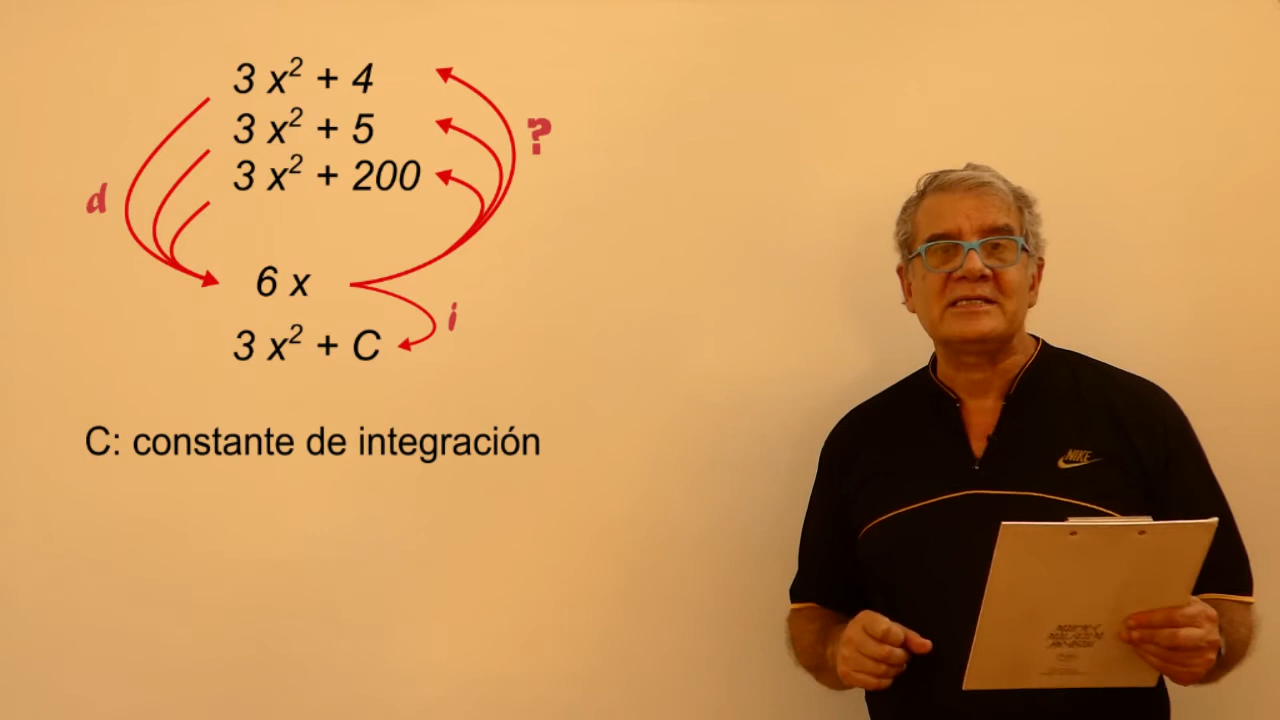 3 x² + 4
3 x² + 5
?
3 x² + 200
d
6 x
i
3 x² + C
C: constante de integración
NIKE